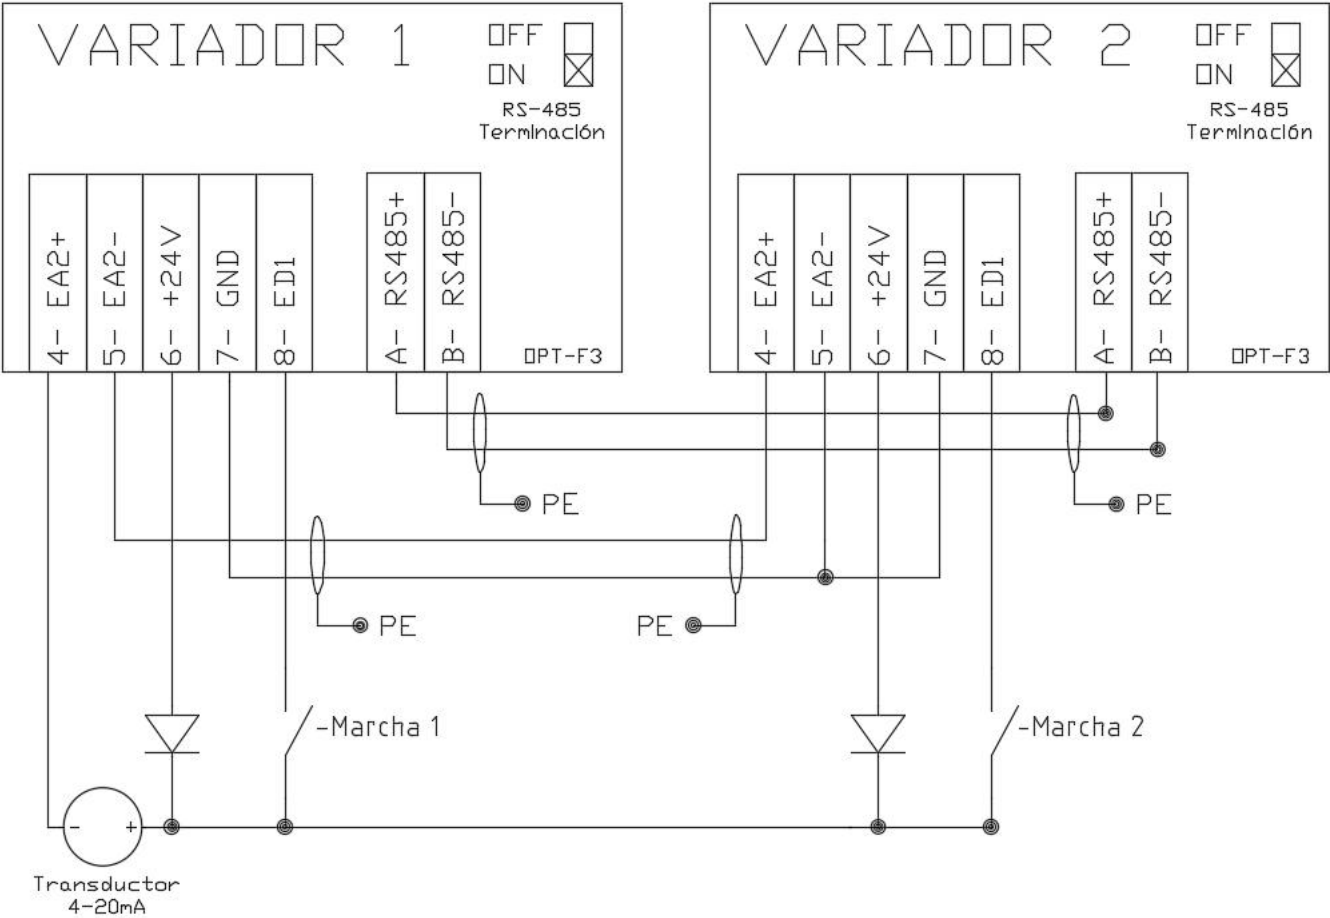 VARIADOR 1
OFF
ON
RS-485
Terminación
4- EA2+
5- EA2-
6- +24V
7- GND
8- ED1
A- RS485+
B- RS485-
OPT-F3
VARIADOR 2
OFF
ON
RS-485
Terminación
4- EA2+
5- EA2-
6- +24V
7- GND
8- ED1
A- RS485+
B- RS485-
OPT-F3
PE
PE
PE
PE
-Marcha 1
-Marcha 2
- +
Transductor
4-20mA